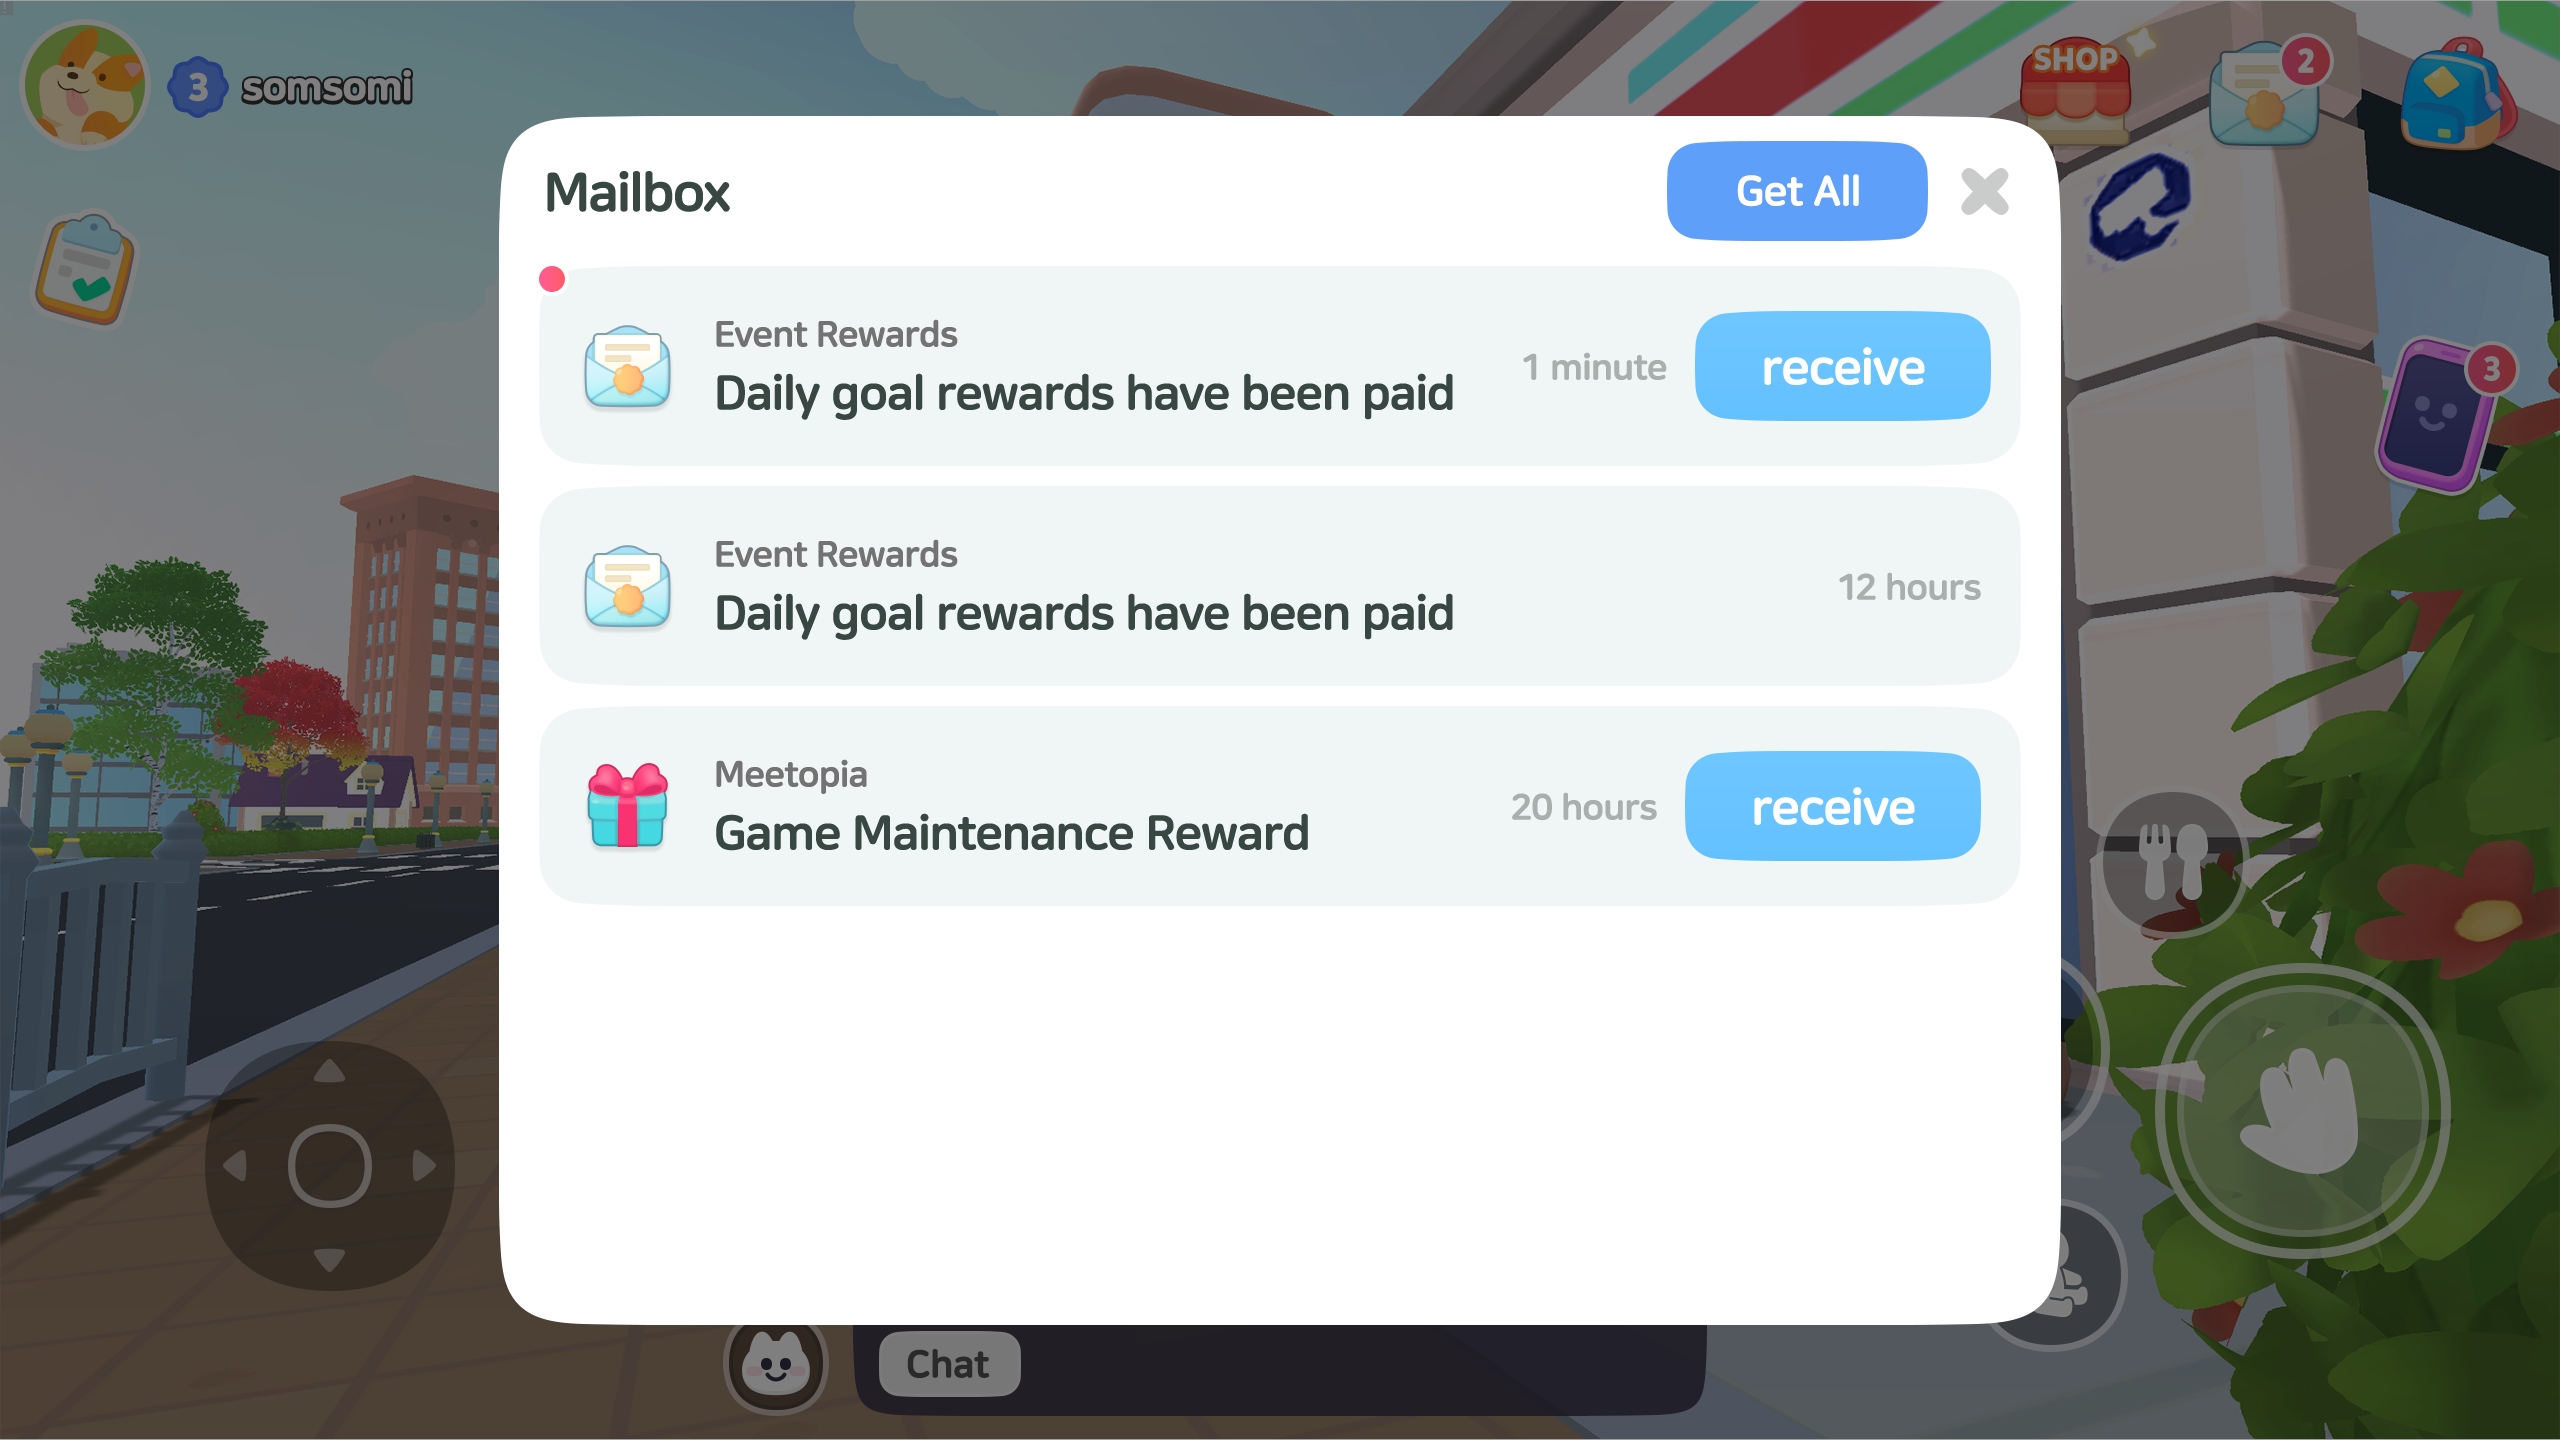 3 somsomi
SHOP
2
3
Mailbox
Get All
Event Rewards
Daily goal rewards have been paid
1 minute
receive
Event Rewards
Daily goal rewards have been paid
12 hours
Meetopia
Game Maintenance Reward
20 hours
receive
Chat